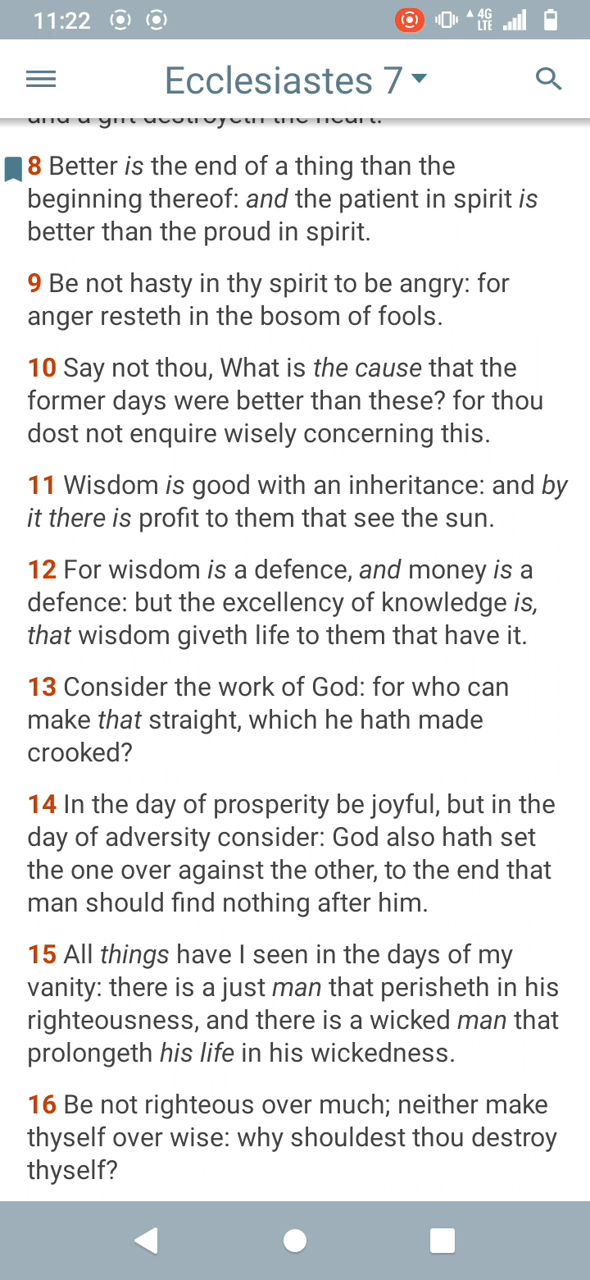 11:22
4G
LTE
Ecclesiastes 7
and a gift destroyeth the heart.
8 Better is the end of a thing than the
beginning thereof: and the patient in spirit is
better than the proud in spirit.
9 Be not hasty in thy spirit to be angry: for
anger resteth in the bosom of fools.
10 Say not thou, What is the cause that the
former days were better than these? for thou
dost not enquire wisely concerning this.
11 Wisdom is good with an inheritance: and by
it there is profit to them that see the sun.
12 For wisdom is a defence, and money is a
defence: but the excellency of knowledge is,
that wisdom giveth life to them that have it.
13 Consider the work of God: for who can
make that straight, which he hath made
crooked?
14 In the day of prosperity be joyful, but in the
day of adversity consider: God also hath set
the one over against the other, to the end that
man should find nothing after him.
15 All things have I seen in the days of my
vanity: there is a just man that perisheth in his
righteousness, and there is a wicked man that
prolongeth his life in his wickedness.
16 Be not righteous over much; neither make
thyself over wise: why shouldest thou destroy
thyself?